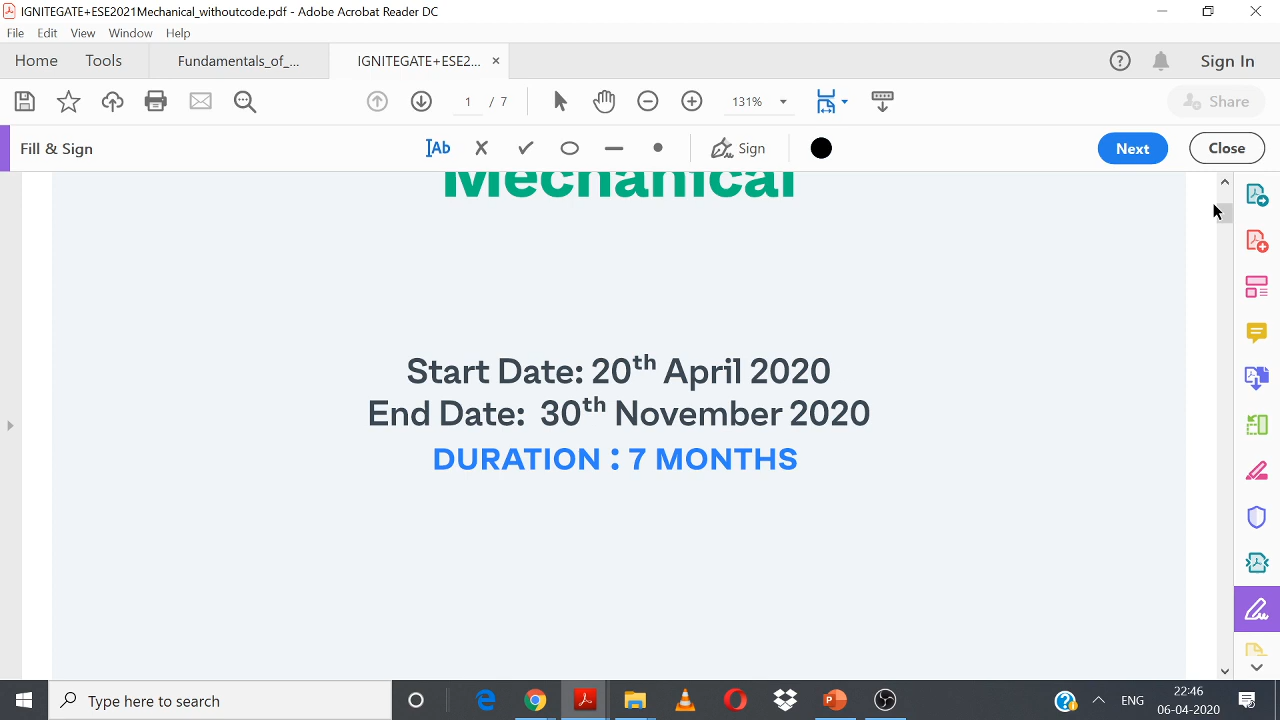 IGNITEGATE+ESE2021Mechanical_withoutcode.pdf - Adobe Acrobat Reader DC
File Edit View Window Help
Home Tools Fundamentals_of_... IGNITEGATE+ESE2... × Sign In
1 / 7 131% Share
Fill & Sign Ab Sign Next Close
Mechanical
Start Date: 20th April 2020
End Date: 30th November 2020
DURATION : 7 MONTHS
Type here to search ENG 22:46
06-04-2020